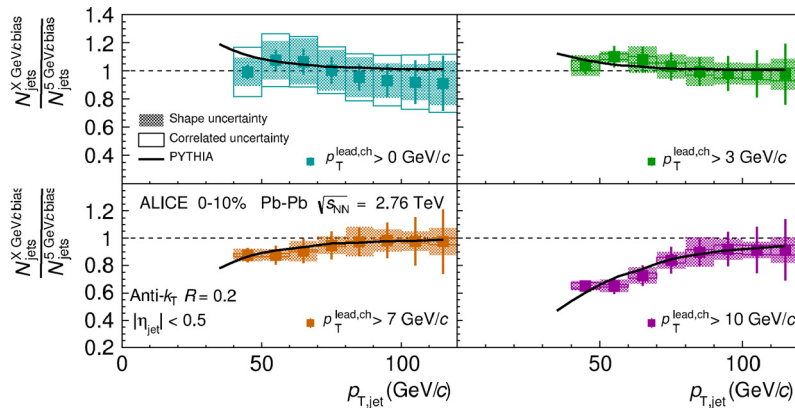 N_jets^X GeV/c bias / N_jets^5 GeV/c bias
1.4
1.2
1
0.8
0.6
0.4
Shape uncertainty
Correlated uncertainty
PYTHIA
p_T^lead,ch > 0 GeV/c
p_T^lead,ch > 3 GeV/c
N_jets^X GeV/c bias / N_jets^5 GeV/c bias
1.2
1
0.8
0.6
0.4
0.2
ALICE 0-10% Pb-Pb √s_NN = 2.76 TeV
Anti-k_T R = 0.2
|η_jet| < 0.5
p_T^lead,ch > 7 GeV/c
p_T^lead,ch > 10 GeV/c
50 100
50 100
p_T,jet (GeV/c)
p_T,jet (GeV/c)